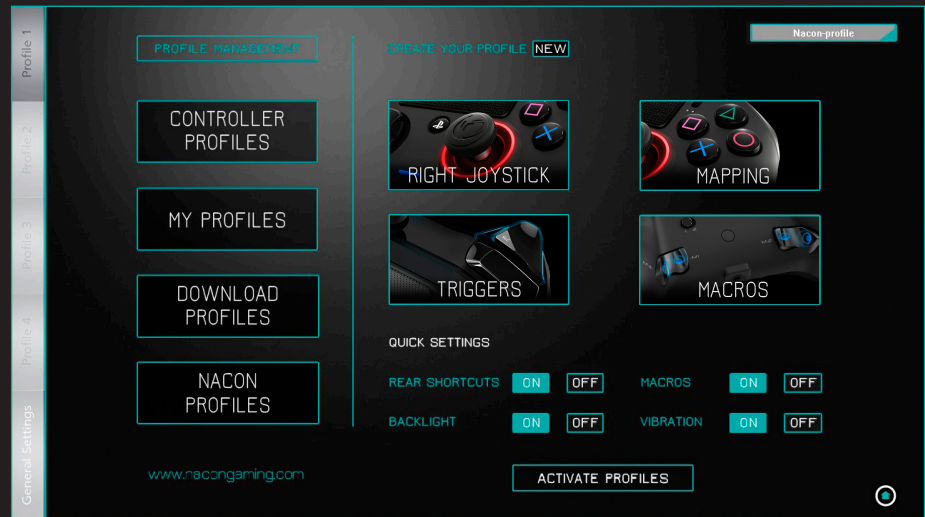 Profile 1
Profile 2
Profile 3
Profile 4
General Settings
PROFILE MANAGEMENT
CONTROLLER
PROFILES
MY PROFILES
DOWNLOAD
PROFILES
NACON
PROFILES
www.nacongaming.com
CREATE YOUR PROFILE NEW
Nacon-profile
RIGHT JOYSTICK
MAPPING
TRIGGERS
MACROS
QUICK SETTINGS
REAR SHORTCUTS ON OFF
MACROS ON OFF
BACKLIGHT ON OFF
VIBRATION ON OFF
ACTIVATE PROFILES